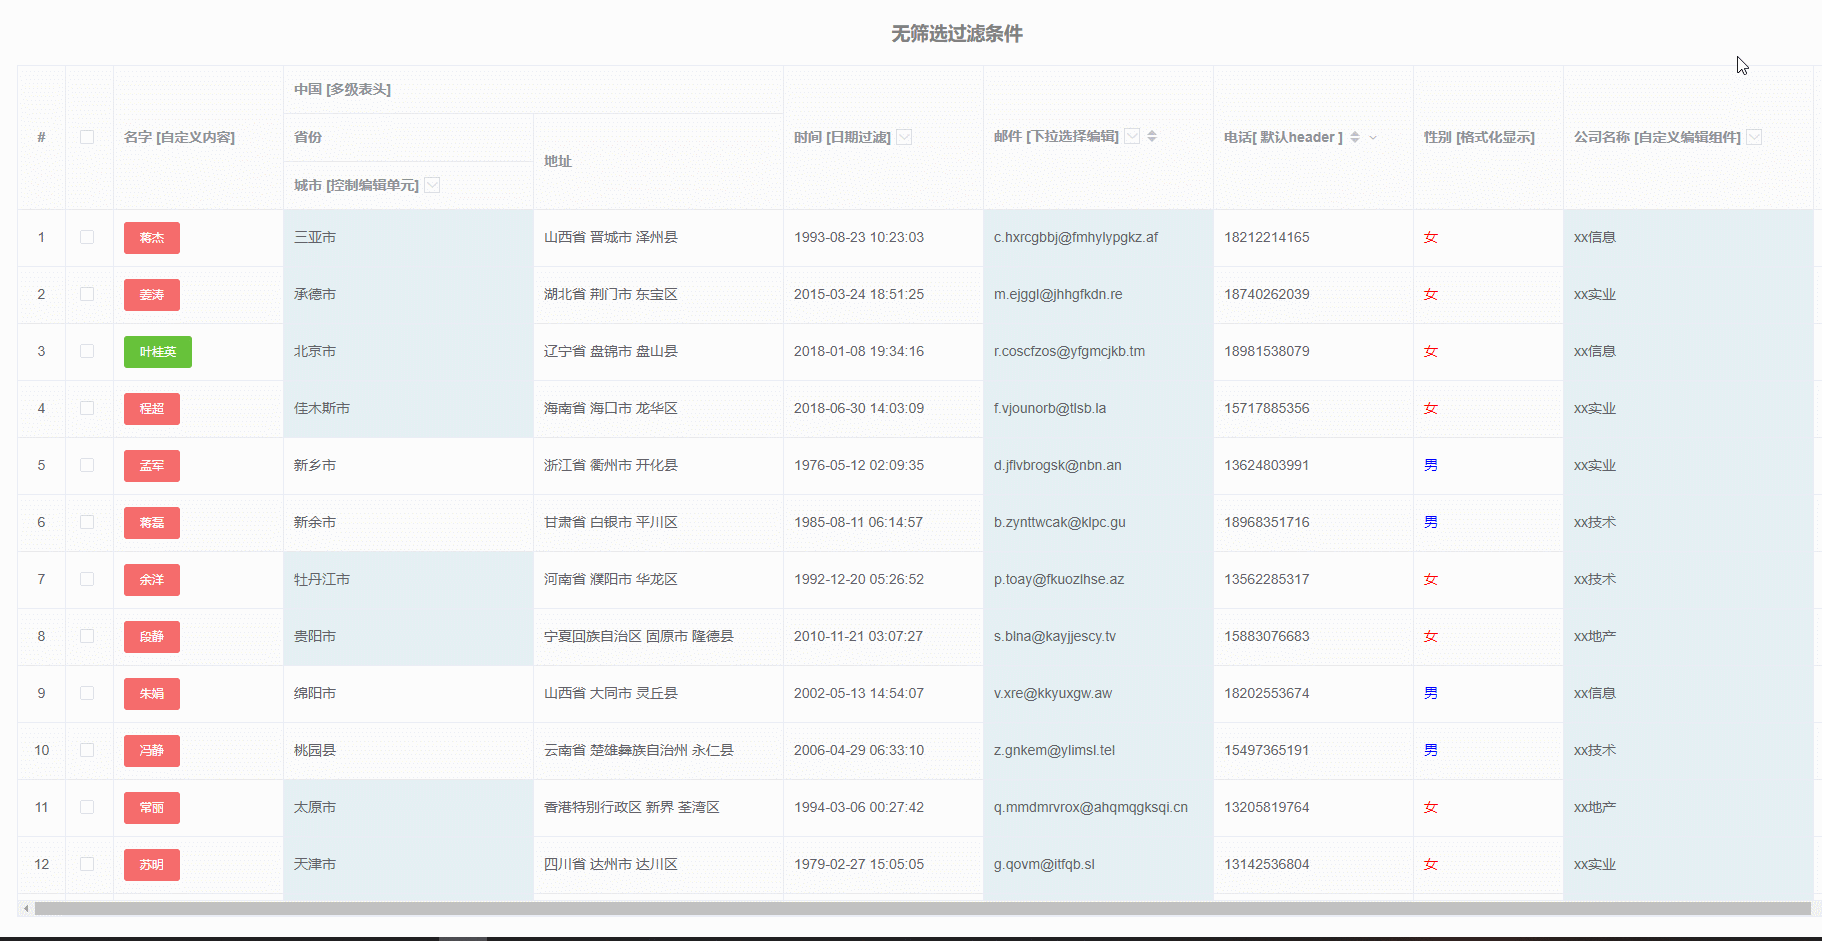 无筛选过滤条件
中国 [多级表头]
# 名字 [自定义内容] 省份 地址 时间 [日期过滤] 邮件 [下拉选择编辑] 电话[ 默认header ] 性别 [格式化显示] 公司名称 [自定义编辑组件]
城市 [控制编辑单元]
1 蒋杰 三亚市 山西省 晋城市 泽州县 1993-08-23 10:23:03 c.hxrcgbbj@fmhylypgkz.af 18212214165 女 xx信息
2 姜涛 承德市 湖北省 荆门市 东宝区 2015-03-24 18:51:25 m.ejggl@jhhgfkdn.re 18740262039 女 xx实业
3 叶桂英 北京市 辽宁省 盘锦市 盘山县 2018-01-08 19:34:16 r.coscfzos@yfgmcjkb.tm 18981538079 女 xx信息
4 程超 佳木斯市 海南省 海口市 龙华区 2018-06-30 14:03:09 f.vjounorb@tlsb.la 15717885356 女 xx实业
5 孟军 新乡市 浙江省 衢州市 开化县 1976-05-12 02:09:35 d.jflvbrogsk@nbn.an 13624803991 男 xx实业
6 蒋磊 新余市 甘肃省 白银市 平川区 1985-08-11 06:14:57 b.zynttwcak@klpc.gu 18968351716 男 xx技术
7 余洋 牡丹江市 河南省 濮阳市 华龙区 1992-12-20 05:26:52 p.toay@fkuozlhse.az 13562285317 女 xx技术
8 段静 贵阳市 宁夏回族自治区 固原市 隆德县 2010-11-21 03:07:27 s.blna@kayjjescy.tv 15883076683 女 xx地产
9 朱娟 绵阳市 山西省 大同市 灵丘县 2002-05-13 14:54:07 v.xre@kkyuxgw.aw 18202553674 男 xx信息
10 冯静 桃园县 云南省 楚雄彝族自治州 永仁县 2006-04-29 06:33:10 z.gnkem@ylimsl.tel 15497365191 男 xx技术
11 常丽 太原市 香港特别行政区 新界 荃湾区 1994-03-06 00:27:42 q.mmdmrvrox@ahqmqgksqi.cn 13205819764 女 xx地产
12 苏明 天津市 四川省 达州市 达川区 1979-02-27 15:05:05 g.qovm@itfqb.sl 13142536804 女 xx实业